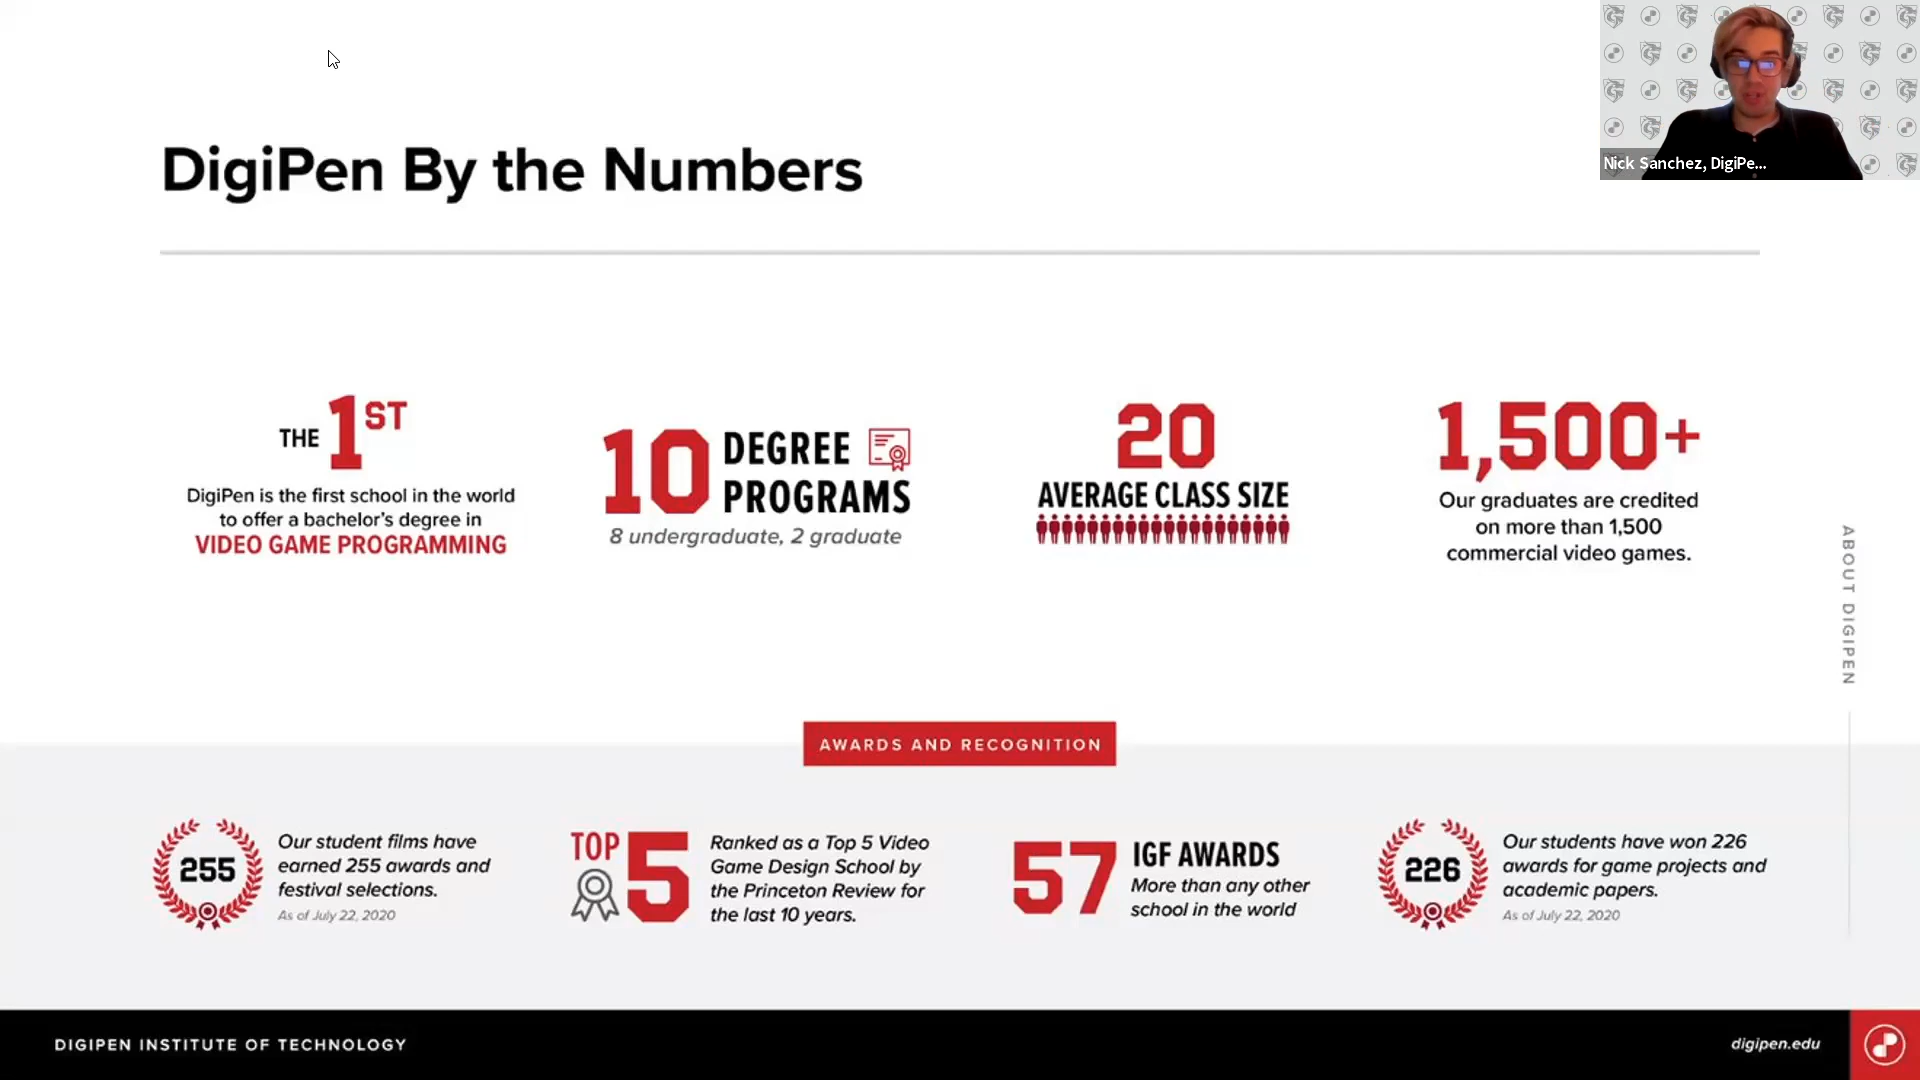 Nick Sanchez, DigiPe...
DigiPen By the Numbers
THE 1ST
DigiPen is the first school in the world
to offer a bachelor's degree in
VIDEO GAME PROGRAMMING
10 DEGREE
PROGRAMS
8 undergraduate, 2 graduate
20
AVERAGE CLASS SIZE
1,500+
Our graduates are credited
on more than 1,500
commercial video games.
ABOUT DIGIPEN
AWARDS AND RECOGNITION
255
Our student films have
earned 255 awards and
festival selections.
As of July 22, 2020
TOP 5
Ranked as a Top 5 Video
Game Design School by
the Princeton Review for
the last 10 years.
57 IGF AWARDS
More than any other
school in the world
226
Our students have won 226
awards for game projects and
academic papers.
As of July 22, 2020
DIGIPEN INSTITUTE OF TECHNOLOGY
digipen.edu